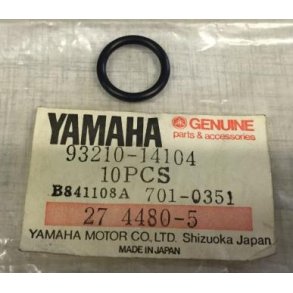 YAMAHA GENUINE
parts & accessories
93210-14104
10PCS
B841108A 701-0351
27 4480-5
YAMAHA MOTOR CO., LTD. Shizuoka Japan
MADE IN JAPAN